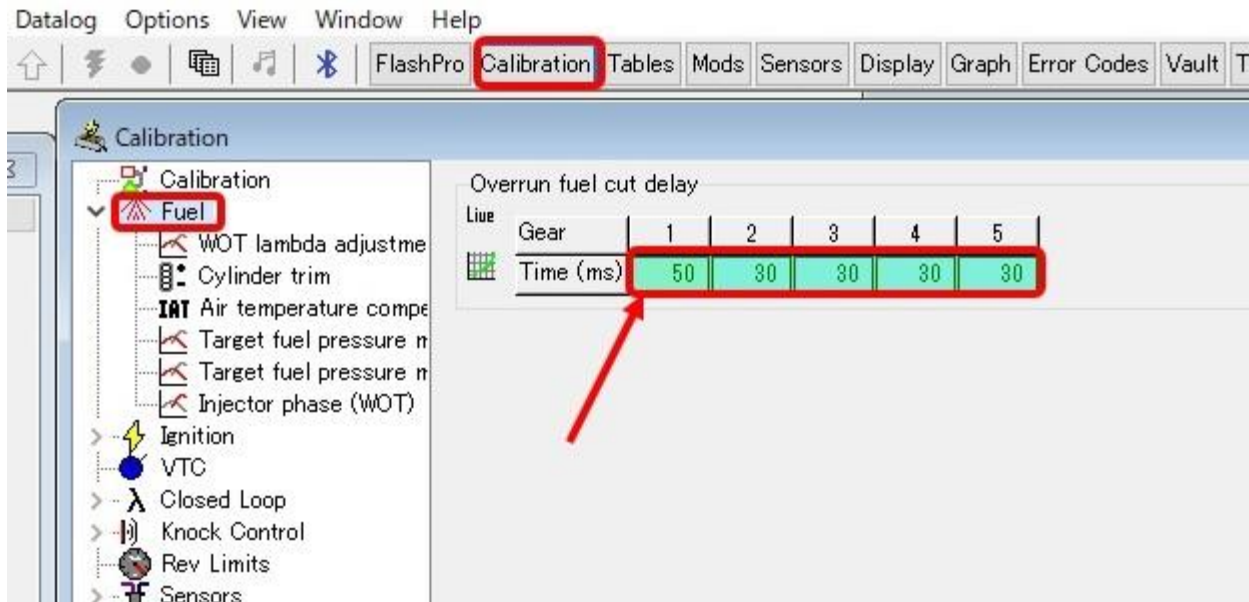 Datalog Options View Window Help
FlashPro Calibration Tables Mods Sensors Display Graph Error Codes Vault T
Calibration
Calibration
Fuel
WOT lambda adjustme
Cylinder trim
IAT Air temperature compe
Target fuel pressure m
Target fuel pressure m
Injector phase (WOT)
Ignition
VTC
λ Closed Loop
Knock Control
Rev Limits
Sensors
Overrun fuel cut delay
Live
Gear 1 2 3 4 5
Time (ms) 50 30 30 30 30